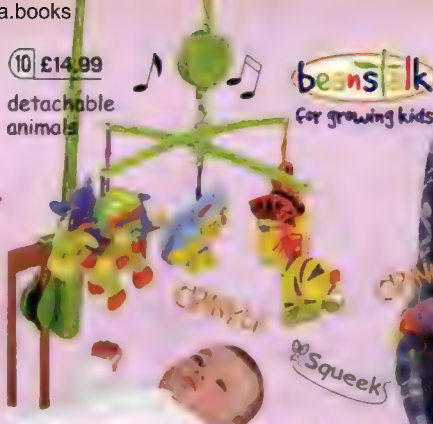 a.books
10 £14.99
detachable
animals
beanstalk
for growing kids
Squeek